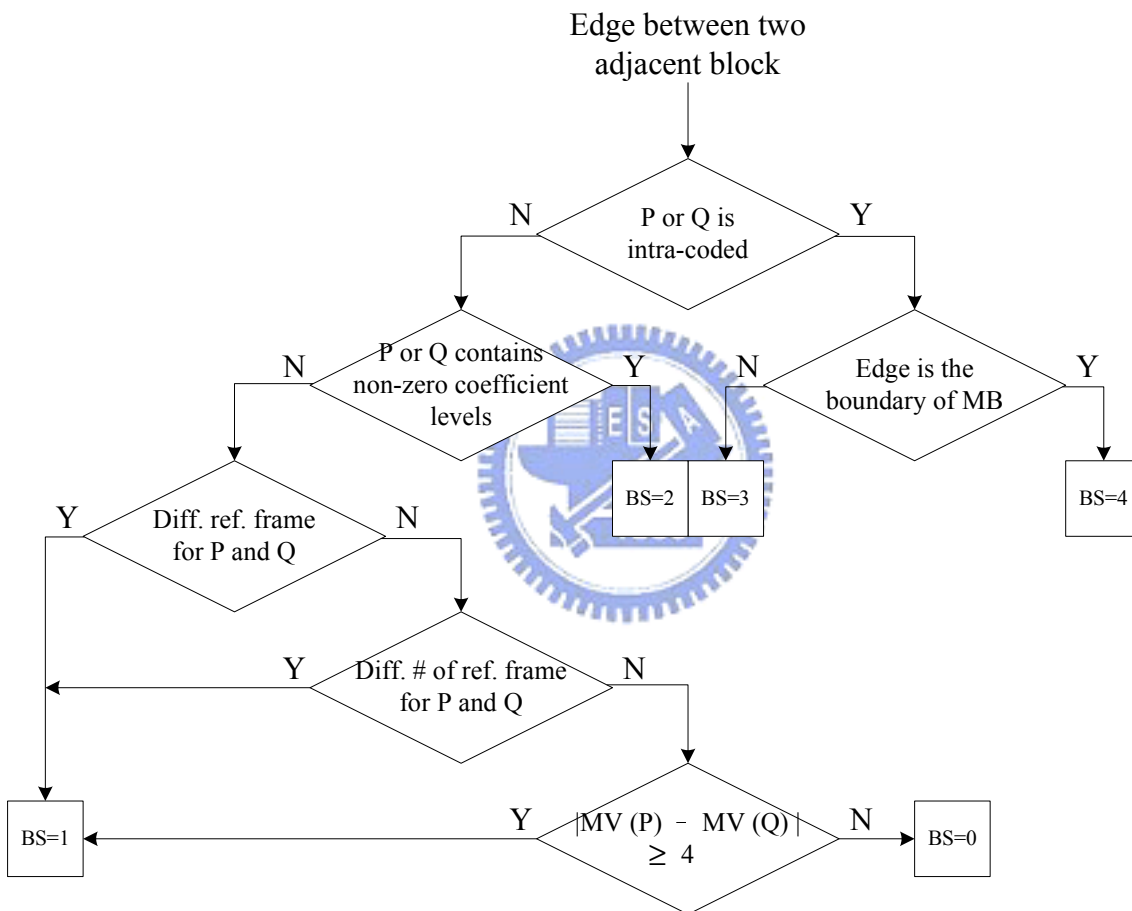 Edge between two
adjacent block
N
P or Q is
intra-coded
Y
N
P or Q contains
non-zero coefficient
levels
Y
N
Edge is the
boundary of MB
Y
E S A
BS=2
BS=3
BS=4
Y
Diff. ref. frame
for P and Q
N
Y
Diff. # of ref. frame
for P and Q
N
BS=1
Y
|MV (P) - MV (Q) |
≥ 4
N
BS=0